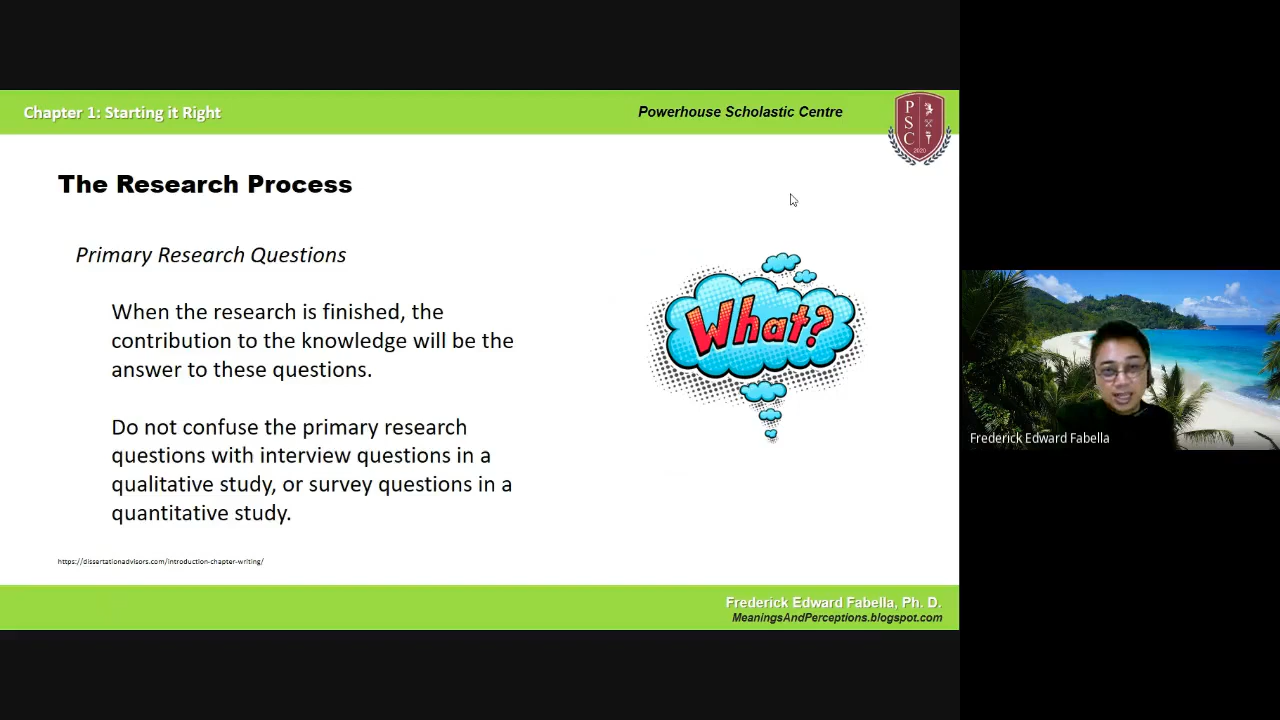 Chapter 1: Starting it Right
Powerhouse Scholastic Centre
P
S
C
2020
The Research Process
Primary Research Questions
When the research is finished, the
contribution to the knowledge will be the
answer to these questions.
Do not confuse the primary research
questions with interview questions in a
qualitative study, or survey questions in a
quantitative study.
What?
https://dissertationadvisors.com/introduction-chapter-writing/
Frederick Edward Fabella, Ph. D.
MeaningsAndPerceptions.blogspot.com
Frederick Edward Fabella